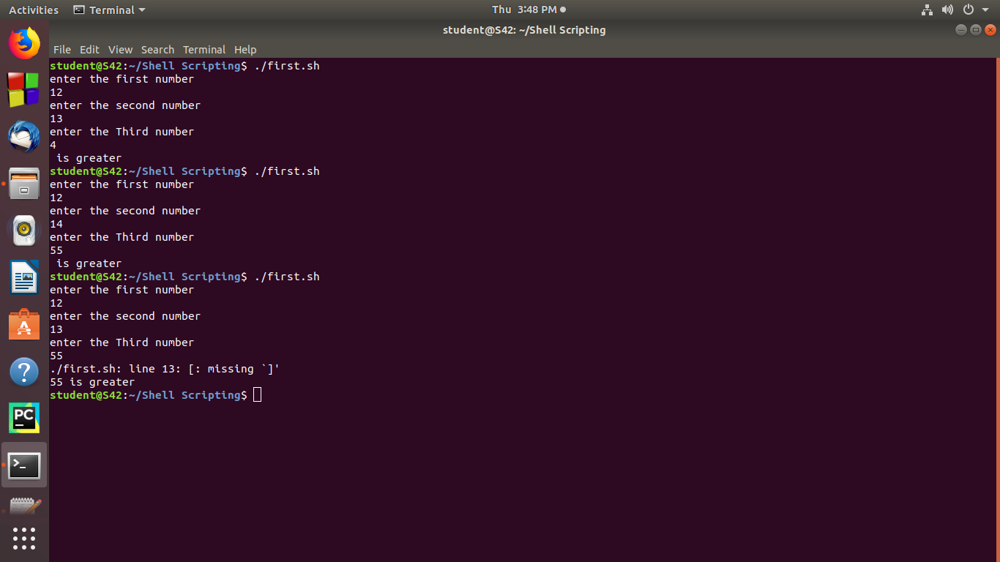 Activities Terminal Thu 3:48 PM
student@S42: ~/Shell Scripting
File Edit View Search Terminal Help
student@S42:~/Shell Scripting$ ./first.sh
enter the first number
12
enter the second number
13
enter the Third number
4
 is greater
student@S42:~/Shell Scripting$ ./first.sh
enter the first number
12
enter the second number
14
enter the Third number
55
 is greater
student@S42:~/Shell Scripting$ ./first.sh
enter the first number
12
enter the second number
13
enter the Third number
55
./first.sh: line 13: [: missing `]'
55 is greater
student@S42:~/Shell Scripting$
PC